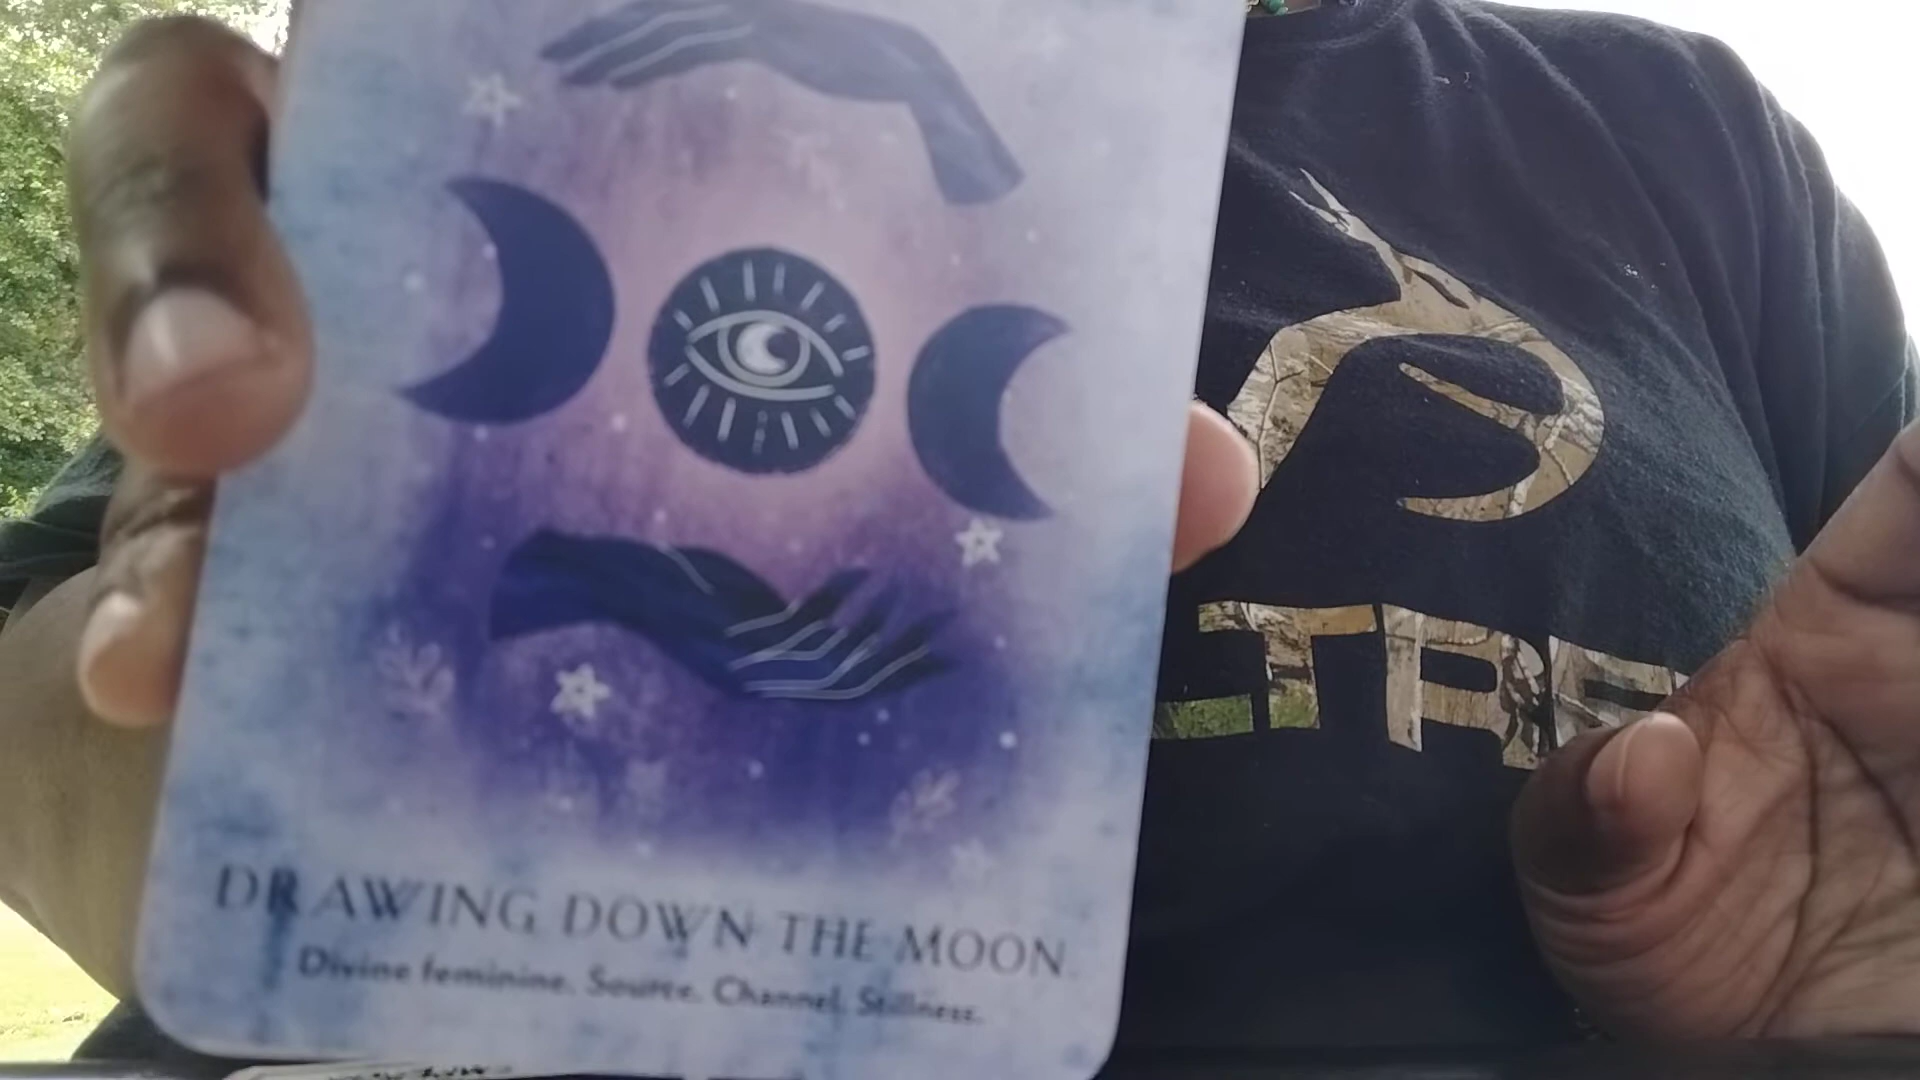 DRAWING DOWN THE MOON
Divine feminine. Source. Channel. Stillness.